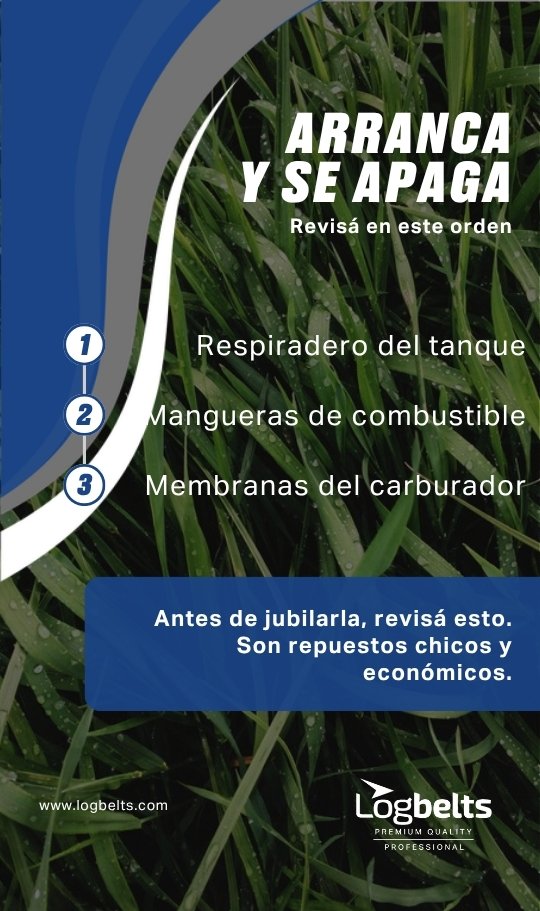 ARRANCA
Y SE APAGA
Revisá en este orden
1 Respiradero del tanque
2 Mangueras de combustible
3 Membranas del carburador
Antes de jubilarla, revisá esto.
Son repuestos chicos y
económicos.
www.logbelts.com
Logbelts
PREMIUM QUALITY
PROFESSIONAL